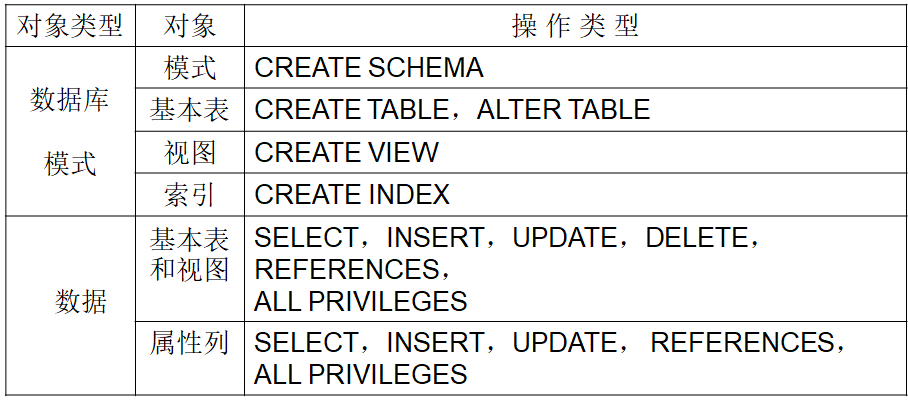 对象类型 对象 操 作 类 型
数据库
模式
模式 CREATE SCHEMA
基本表 CREATE TABLE，ALTER TABLE
视图 CREATE VIEW
索引 CREATE INDEX
数据
基本表
和视图
SELECT，INSERT，UPDATE，DELETE，
REFERENCES，
ALL PRIVILEGES
属性列
SELECT，INSERT，UPDATE， REFERENCES，
ALL PRIVILEGES